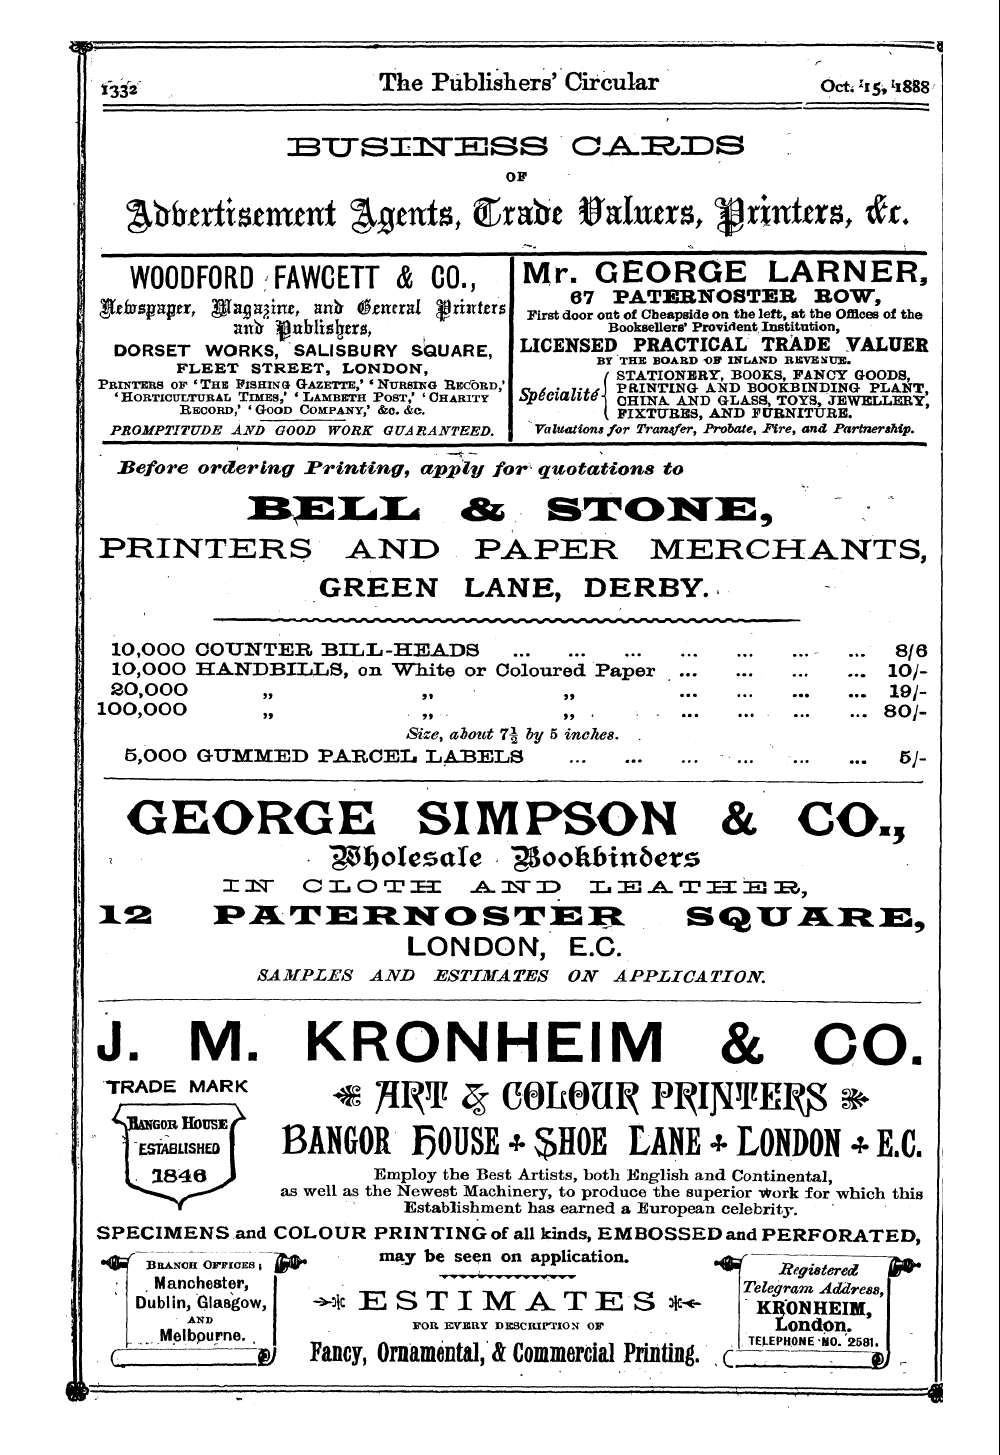 1332 The Publishers' Circular Oct. 15, 1888
BUSINESS CARDS
OF
Advertisement Agents, Trade Valuers, Printers, &c.
WOODFORD FAWCETT & CO.,
Newspaper, Magazine, and General Printers
and Publishers,
DORSET WORKS, SALISBURY SQUARE,
FLEET STREET, LONDON,
PRINTERS OF 'THE FISHING GAZETTE,' 'NURSING RECORD,'
'HORTICULTURAL TIMES,' 'LAMBETH POST,' 'CHARITY
RECORD,' 'GOOD COMPANY,' &c. &c.
PROMPTITUDE AND GOOD WORK GUARANTEED.
Mr. GEORGE LARNER,
67 PATERNOSTER ROW,
First door out of Cheapside on the left, at the Offices of the
Booksellers' Provident Institution,
LICENSED PRACTICAL TRADE VALUER
BY THE BOARD OF INLAND REVENUE.
Spécialité
STATIONERY, BOOKS, FANCY GOODS,
PRINTING AND BOOKBINDING PLANT,
CHINA AND GLASS, TOYS, JEWELLERY,
FIXTURES, AND FURNITURE.
Valuations for Transfer, Probate, Fire, and Partnership.
Before ordering Printing, apply for quotations to
BELL & STONE,
PRINTERS AND PAPER MERCHANTS,
GREEN LANE, DERBY.
10,000 COUNTER BILL-HEADS ... ... ... ... ... ... ... 8/6
10,000 HANDBILLS, on White or Coloured Paper ... ... ... ... 10/-
20,000 „ „ „ ... ... ... ... 19/-
100,000 „ „ „ ... ... ... ... 80/-
Size, about 7½ by 5 inches.
5,000 GUMMED PARCEL LABELS ... ... ... ... ... ... 5/-
GEORGE SIMPSON & CO.,
Wholesale Bookbinders
IN CLOTH AND LEATHER,
12 PATERNOSTER SQUARE,
LONDON, E.C.
SAMPLES AND ESTIMATES ON APPLICATION.
J. M. KRONHEIM & CO.
TRADE MARK
BANGOR HOUSE
ESTABLISHED
1846
ART & COLOUR PRINTERS
BANGOR HOUSE + SHOE LANE + LONDON + E.C.
Employ the Best Artists, both English and Continental,
as well as the Newest Machinery, to produce the superior work for which this
Establishment has earned a European celebrity.
SPECIMENS and COLOUR PRINTING of all kinds, EMBOSSED and PERFORATED,
may be seen on application.
BRANCH OFFICES;
Manchester,
Dublin, Glasgow,
AND
Melbourne.
ESTIMATES
FOR EVERY DESCRIPTION OF
Fancy, Ornamental, & Commercial Printing.
Registered
Telegram Address,
KRONHEIM,
London.
TELEPHONE NO. 2581.